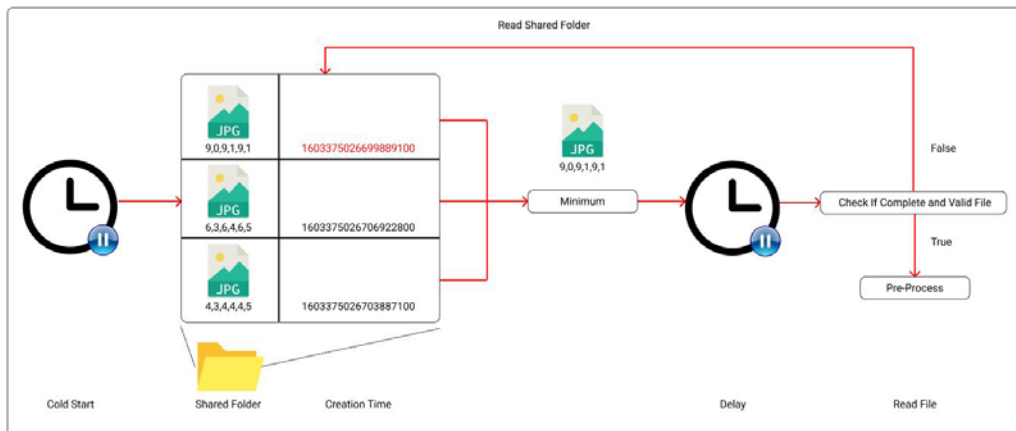 Read Shared Folder
JPG
9,0,9,1,9,1
1603375026699889100
JPG
6,3,6,4,6,5
1603375026706922800
JPG
4,3,4,4,4,5
1603375026703887100
JPG
9,0,9,1,9,1
Minimum
False
Check If Complete and Valid File
True
Pre-Process
Cold Start
Shared Folder
Creation Time
Delay
Read File